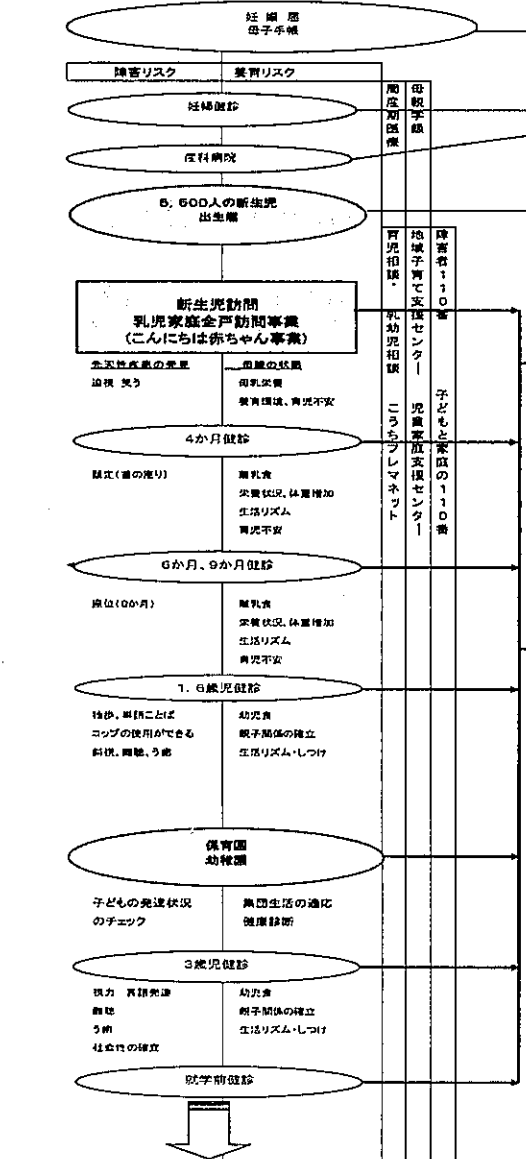 妊娠届
母子手帳
障害リスク 養育リスク
妊婦健診
産科病院
周産期医療
母親学級
5,500人の新生児
出生届
新生児訪問
乳児家庭全戸訪問事業
(こんにちは赤ちゃん事業)
先天性疾患の発見 母親の状態
追視 笑う 母乳栄養
養育環境、育児不安
育児相談・乳幼児相談 こうちプレマネット
地域子育て支援センター 児童家庭支援センター
障害者110番 子どもと家庭の110番
4か月健診
頸定(首の座り) 離乳食
栄養状況、体重増加
生活リズム
育児不安
6か月、9か月健診
座位(9か月) 離乳食
栄養状況、体重増加
生活リズム
育児不安
1.6歳児健診
独歩、単語ことば 幼児食
コップの使用ができる 親子関係の確立
斜視、難聴、う歯 生活リズム・しつけ
保育園
幼稚園
子どもの発達状況 集団生活の適応
のチェック 健康診断
3歳児健診
視力 言語発達 幼児食
難聴 親子関係の確立
う歯 生活リズム・しつけ
社会性の確立
就学前健診